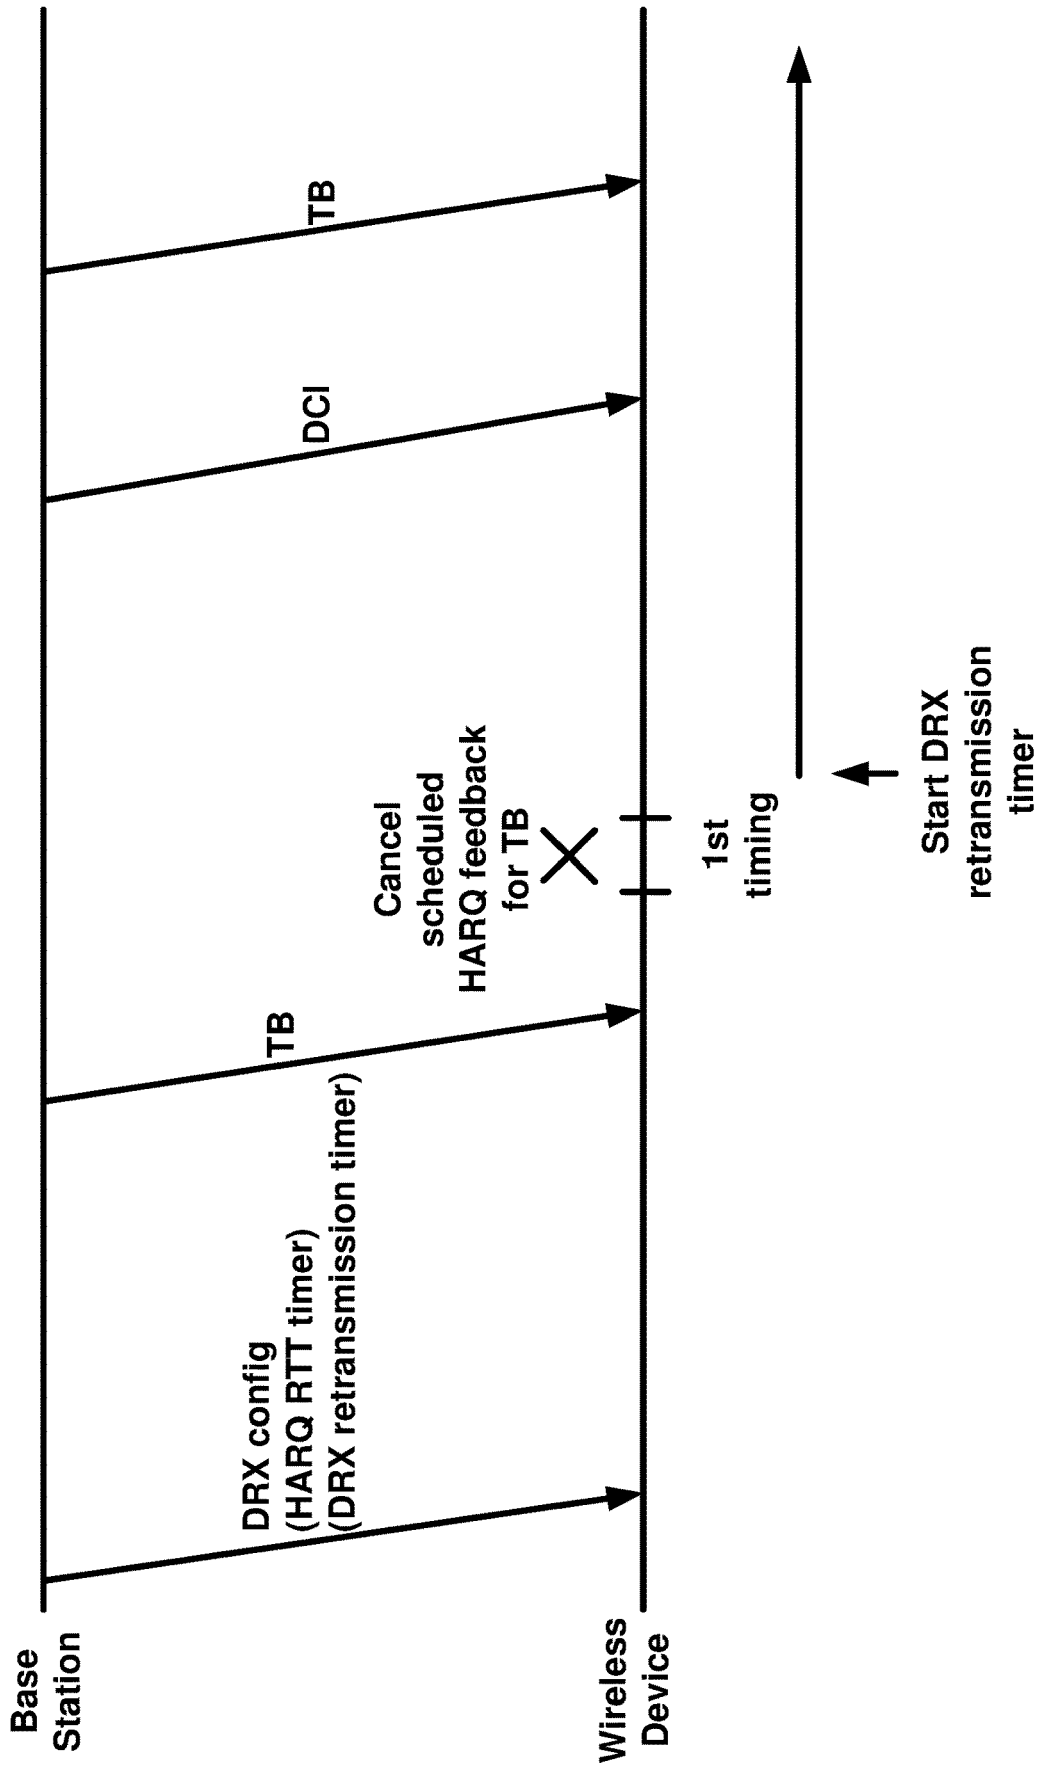 Base
Station
DRX config
(HARQ RTT timer)
(DRX retransmission timer)
TB
Cancel
scheduled
HARQ feedback
for TB
DCI
TB
Wireless
Device
1st
timing
Start DRX
retransmission
timer